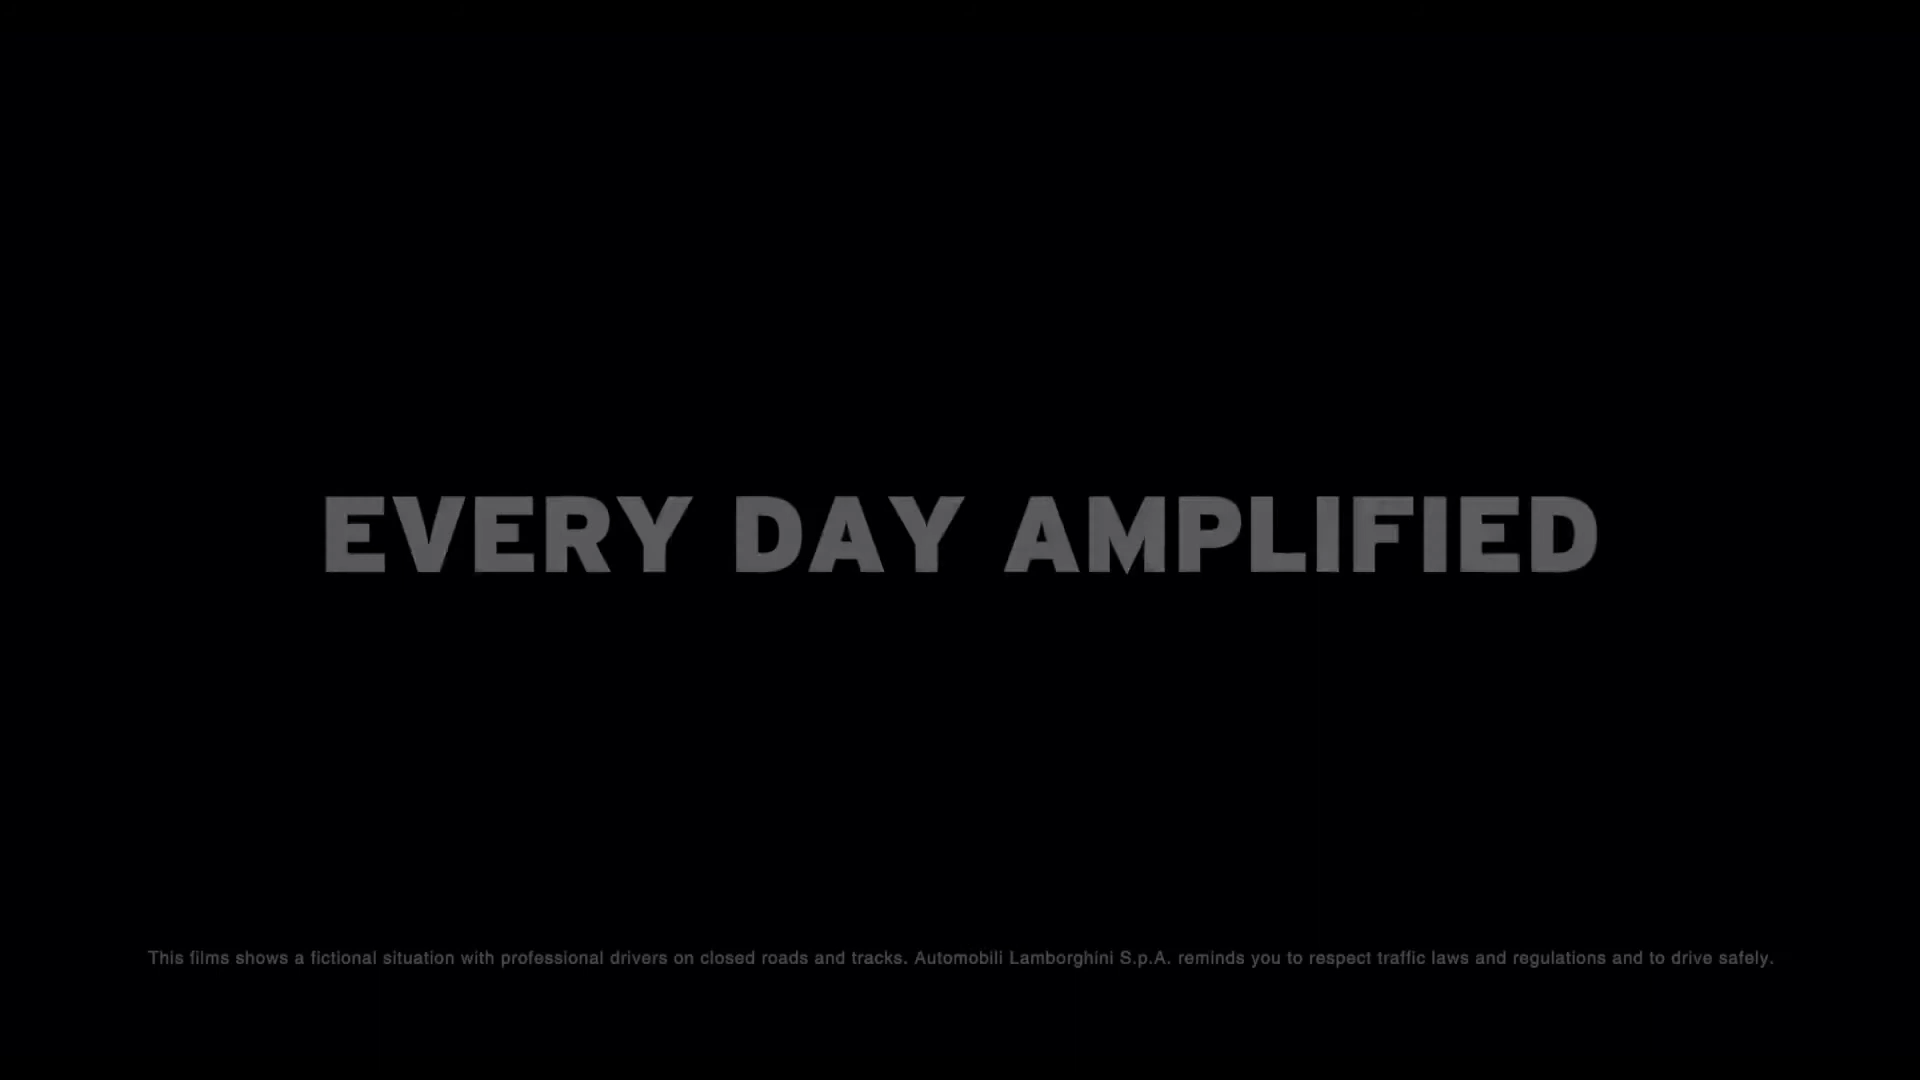 EVERY DAY AMPLIFIED
This films shows a fictional situation with professional drivers on closed roads and tracks. Automobili Lamborghini S.p.A. reminds you to respect traffic laws and regulations and to drive safely.